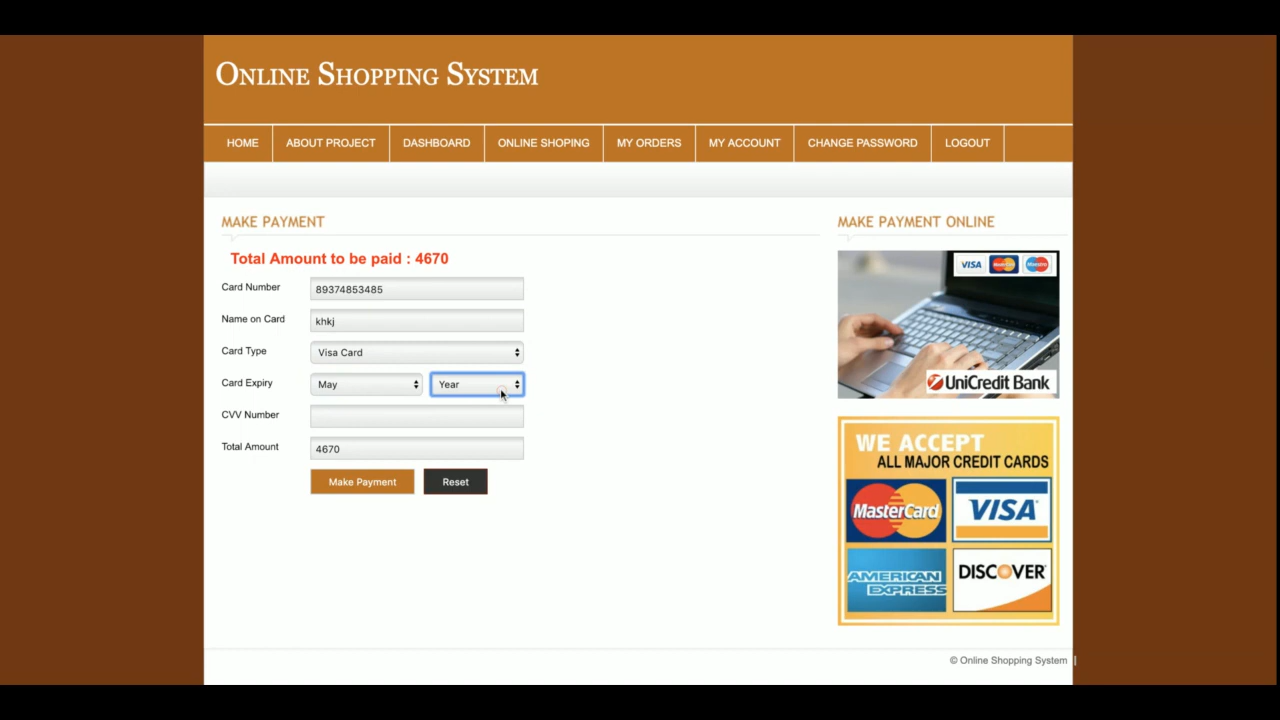 ONLINE SHOPPING SYSTEM
HOME ABOUT PROJECT DASHBOARD ONLINE SHOPING MY ORDERS MY ACCOUNT CHANGE PASSWORD LOGOUT
MAKE PAYMENT
Total Amount to be paid : 4670
Card Number 89374853485
Name on Card khkj
Card Type Visa Card
Card Expiry May Year
CVV Number
Total Amount 4670
Make Payment Reset
MAKE PAYMENT ONLINE
VISA MasterCard Maestro
UniCredit Bank
WE ACCEPT
ALL MAJOR CREDIT CARDS
MasterCard VISA
AMERICAN EXPRESS DISCOVER
© Online Shopping System |